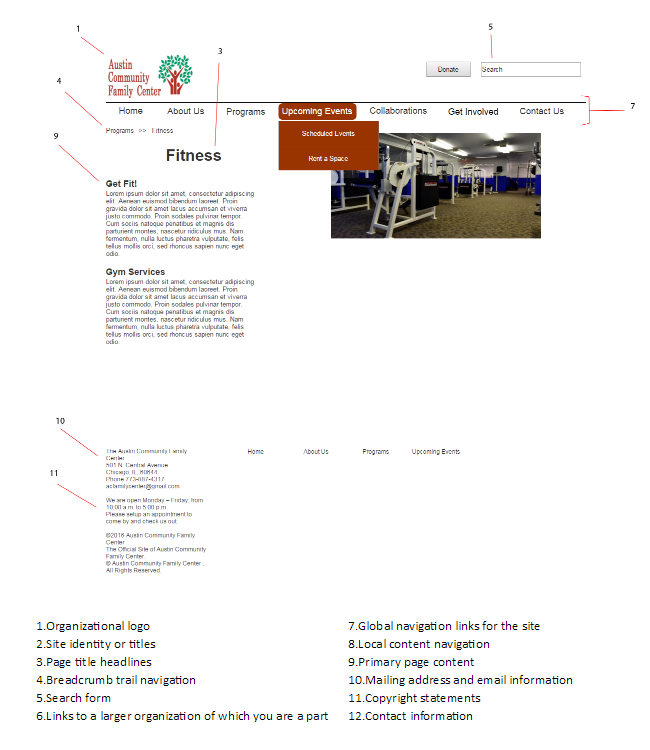 1
5
3
Austin
Community
Family Center
Donate
Search
4
7
Home About Us Programs Upcoming Events Collaborations Get Involved Contact Us
Programs >> Fitness
Scheduled Events
9
Fitness
Rent a Space
Get Fit!
Lorem ipsum dolor sit amet, consectetur adipiscing
elit. Aenean euismod bibendum laoreet. Proin
gravida dolor sit amet lacus accumsan et viverra
justo commodo. Proin sodales pulvinar tempor.
Cum sociis natoque penatibus et magnis dis
parturient montes, nascetur ridiculus mus. Nam
fermentum, nulla luctus pharetra vulputate, felis
tellus mollis orci, sed rhoncus sapien nunc eget
odio.
Gym Services
Lorem ipsum dolor sit amet, consectetur adipiscing
elit. Aenean euismod bibendum laoreet. Proin
gravida dolor sit amet lacus accumsan et viverra
justo commodo. Proin sodales pulvinar tempor.
Cum sociis natoque penatibus et magnis dis
parturient montes, nascetur ridiculus mus. Nam
fermentum, nulla luctus pharetra vulputate, felis
tellus mollis orci, sed rhoncus sapien nunc eget
odio.
10
The Austin Community Family
Center
501 N. Central Avenue
Chicago, IL, 60644
Phone 773-887-4317
acfamilycenter@gmail.com
Home About Us Programs Upcoming Events
11
We are open Monday – Friday, from
10:00 a.m. to 5:00 p.m.
Please setup an appointment to
come by and check us out.
©2016 Austin Community Family
Center
The Official Site of Austin Community
Family Center.
© Austin Community Family Center.
All Rights Reserved.
1.Organizational logo
2.Site identity or titles
3.Page title headlines
4.Breadcrumb trail navigation
5.Search form
6.Links to a larger organization of which you are a part
7.Global navigation links for the site
8.Local content navigation
9.Primary page content
10.Mailing address and email information
11.Copyright statements
12.Contact information